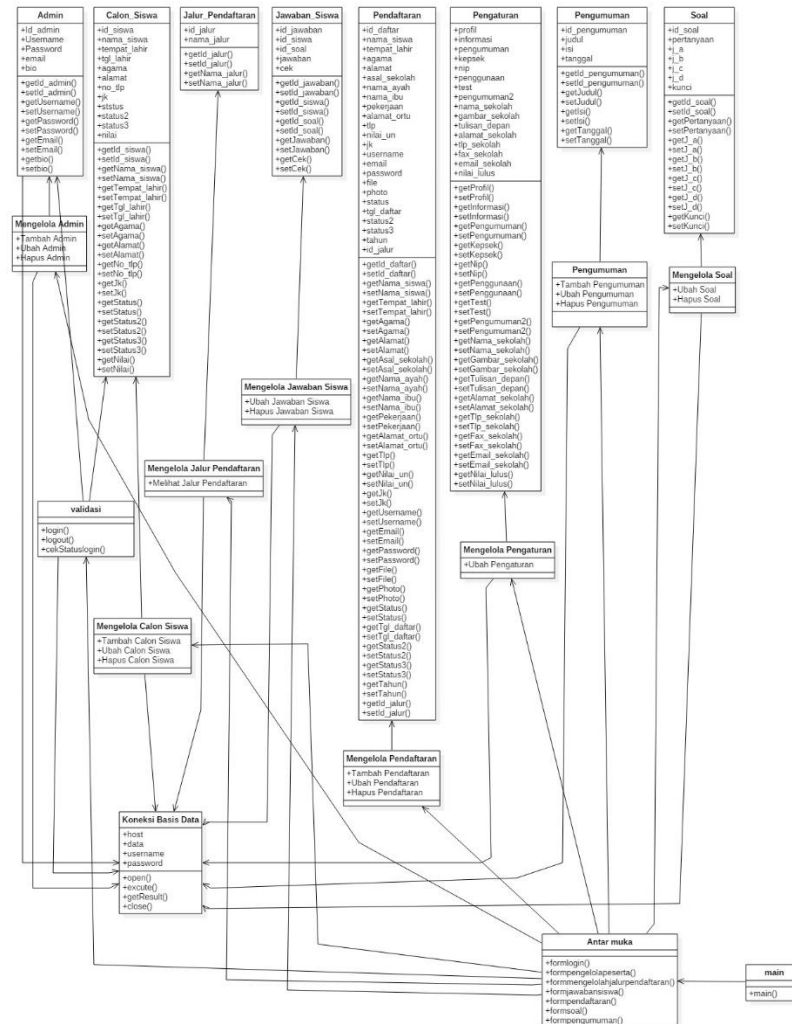 Admin
+Id_admin
+Username
+Password
+email
+bio
+getId_admin()
+setId_admin()
+getUsername()
+setUsername()
+getPassword()
+setPassword()
+getEmail()
+setEmail()
+getbio()
+setbio()
Calon_Siswa
+id_siswa
+nama_siswa
+tempat_lahir
+tgl_lahir
+agama
+alamat
+no_tlp
+jk
+ststus
+status2
+status3
+nilai
+getId_siswa()
+setId_siswa()
+getNama_siswa()
+setNama_siswa()
+getTempat_lahir()
+setTempat_lahir()
+getTgl_lahir()
+setTgl_lahir()
+getAgama()
+setAgama()
+getAlamat()
+setAlamat()
+getNo_tlp()
+setNo_tlp()
+getJk()
+setJk()
+getStatus()
+setStatus()
+getStatus2()
+setStatus2()
+getStatus3()
+setStatus3()
+getNilai()
+setNilai()
Jalur_Pendaftaran
+id_jalur
+nama_jalur
+getId_jalur()
+setId_jalur()
+getNama_jalur()
+setNama_jalur()
Jawaban_Siswa
+id_jawaban
+id_siswa
+id_soal
+jawaban
+cek
+getId_jawaban()
+setId_jawaban()
+getId_siswa()
+setId_siswa()
+getId_soal()
+setId_soal()
+getJawaban()
+setJawaban()
+getCek()
+setCek()
Pendaftaran
+id_daftar
+nama_siswa
+tempat_lahir
+agama
+alamat
+asal_sekolah
+nama_ayah
+nama_ibu
+pekerjaan
+alamat_ortu
+tlp
+nilai_un
+jk
+username
+email
+password
+file
+photo
+status
+tgl_daftar
+status2
+status3
+tahun
+id_jalur
+getId_daftar()
+setId_daftar()
+getNama_siswa()
+setNama_siswa()
+getTempat_lahir()
+setTempat_lahir()
+getAgama()
+setAgama()
+getAlamat()
+setAlamat()
+getAsal_sekolah()
+setAsal_sekolah()
+getNama_ayah()
+setNama_ayah()
+getNama_ibu()
+setNama_ibu()
+getPekerjaan()
+setPekerjaan()
+getAlamat_ortu()
+setAlamat_ortu()
+getTlp()
+setTlp()
+getNilai_un()
+setNilai_un()
+getJk()
+setJk()
+getUsername()
+setUsername()
+getEmail()
+setEmail()
+getPassword()
+setPassword()
+getFile()
+setFile()
+getPhoto()
+setPhoto()
+getStatus()
+setStatus()
+getTgl_daftar()
+setTgl_daftar()
+getStatus2()
+setStatus2()
+getStatus3()
+setStatus3()
+getTahun()
+setTahun()
+getId_jalur()
+setId_jalur()
Pengaturan
+profil
+informasi
+pengumuman
+kepsek
+nip
+penggunaan
+test
+pengumuman2
+nama_sekolah
+gambar_sekolah
+tulisan_depan
+alamat_sekolah
+tlp_sekolah
+fax_sekolah
+email_sekolah
+nilai_lulus
+getProfil()
+setProfil()
+getInformasi()
+setInformasi()
+getPengumuman()
+setPengumuman()
+getKepsek()
+setKepsek()
+getNip()
+setNip()
+getPenggunaan()
+setPenggunaan()
+getTest()
+setTest()
+getPengumuman2()
+setPengumuman2()
+getNama_sekolah()
+setNama_sekolah()
+getGambar_sekolah()
+setGambar_sekolah()
+getTulisan_depan()
+setTulisan_depan()
+getAlamat_sekolah()
+setAlamat_sekolah()
+getTlp_sekolah()
+setTlp_sekolah()
+getFax_sekolah()
+setFax_sekolah()
+getEmail_sekolah()
+setEmail_sekolah()
+getNilai_lulus()
+setNilai_lulus()
Pengumuman
+id_pengumuman
+judul
+isi
+tanggal
+getId_pengumuman()
+setId_pengumuman()
+getJudul()
+setJudul()
+getIsi()
+setIsi()
+getTanggal()
+setTanggal()
Soal
+id_soal
+pertanyaan
+j_a
+j_b
+j_c
+j_d
+kunci
+getId_soal()
+setId_soal()
+getPertanyaan()
+setPertanyaan()
+getJ_a()
+setJ_a()
+getJ_b()
+setJ_b()
+getJ_c()
+setJ_c()
+getJ_d()
+setJ_d()
+getKunci()
+setKunci()
Mengelola Admin
+Tambah Admin
+Ubah Admin
+Hapus Admin
Pengumuman
+Tambah Pengumuman
+Ubah Pengumuman
+Hapus Pengumuman
Mengelola Soal
+Ubah Soal
+Hapus Soal
Mengelola Jawaban Siswa
+Ubah Jawaban Siswa
+Hapus Jawaban Siswa
Mengelola Jalur Pendaftaran
+Melihat Jalur Pendaftaran
validasi
+login()
+logout()
+cekStatuslogin()
Mengelola Pengaturan
+Ubah Pengaturan
Mengelola Calon Siswa
+Tambah Calon Siswa
+Ubah Calon Siswa
+Hapus Calon Siswa
Mengelola Pendaftaran
+Tambah Pendaftaran
+Ubah Pendaftaran
+Hapus Pendaftaran
Koneksi Basis Data
+host
+data
+username
+password
+open()
+excute()
+getResult()
+close()
Antar muka
+formlogin()
+formpengelolapeserta()
+formmengelolahjalurpendaftaran()
+formjawabansiswa()
+formpendaftaran()
+formsoal()
+formpengumuman()
main
+main()